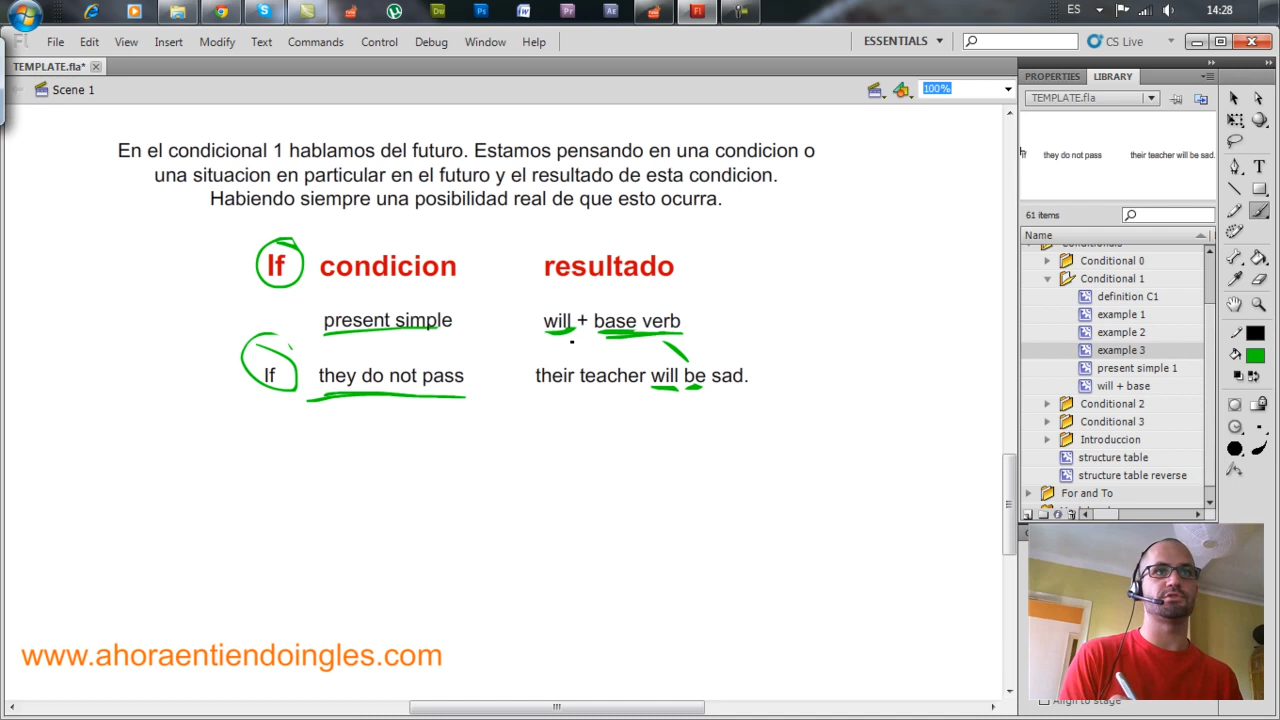 ES 14:28
File Edit View Insert Modify Text Commands Control Debug Window Help ESSENTIALS CS Live
TEMPLATE.fla* PROPERTIES LIBRARY
Scene 1 100% TEMPLATE.fla
En el condicional 1 hablamos del futuro. Estamos pensando en una condicion o
una situacion en particular en el futuro y el resultado de esta condicion.
Habiendo siempre una posibilidad real de que esto ocurra.
If condicion resultado
present simple will + base verb
If they do not pass their teacher will be sad.
www.ahoraentiendoingles.com
If they do not pass their teacher will be sad.
61 items
Name
Conditionals
Conditional 0
Conditional 1
definition C1
example 1
example 2
example 3
present simple 1
will + base
Conditional 2
Conditional 3
Introduccion
structure table
structure table reverse
For and To
Align to stage